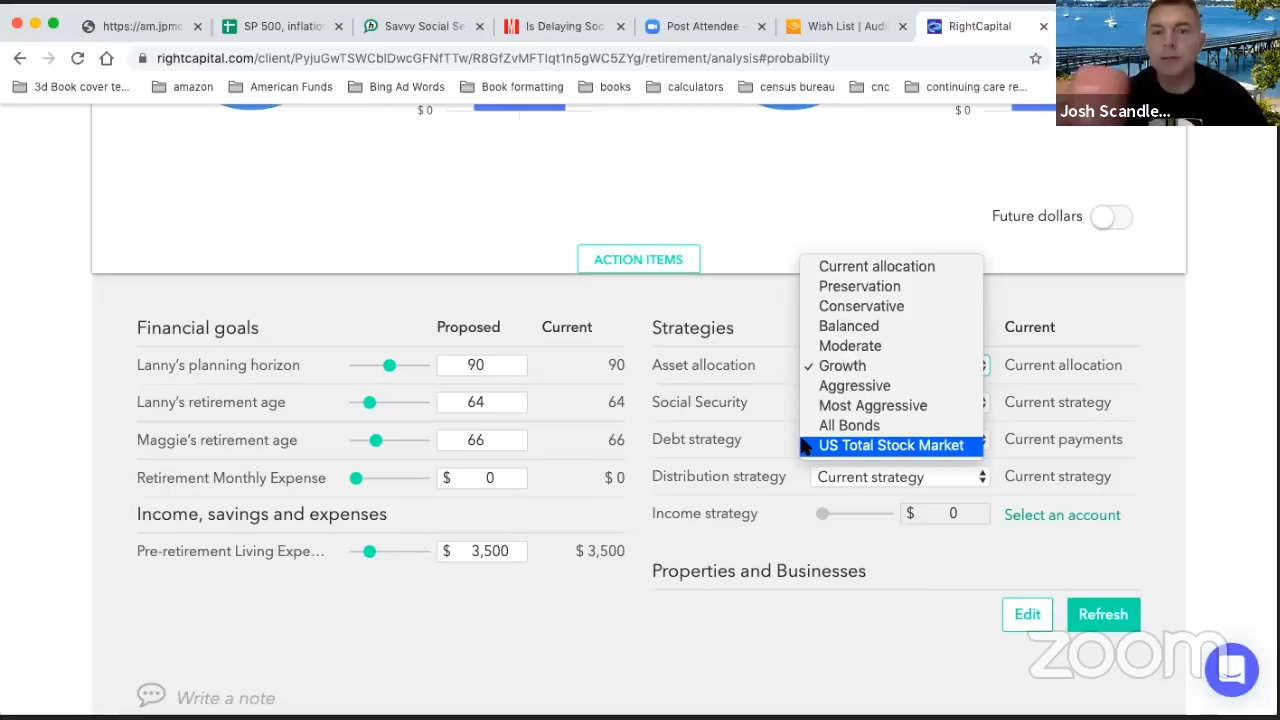 https://am.jpmo
SP 500, inflation
Savvy Social Se
Is Delaying Soc
Post Attendee -
Wish List | Audi
RightCapital
rightcapital.com/client/PyjuGwTSWCbIDwcGFNfTTw/R8GfZvMFTIqt1n5gWC5ZYg/retirement/analysis#probability
3d Book cover te...
amazon
American Funds
Bing Ad Words
Book formatting
books
calculators
census bureau
cnc
continuing care re...
Josh Scandle...
$ 0
$ 0
Future dollars
ACTION ITEMS
Financial goals Proposed Current
Lanny's planning horizon 90 90
Lanny's retirement age 64 64
Maggie's retirement age 66 66
Retirement Monthly Expense $ 0 $ 0
Income, savings and expenses
Pre-retirement Living Expe... $ 3,500 $ 3,500
Strategies Current
Asset allocation Current allocation
Social Security Current strategy
Debt strategy Current payments
Distribution strategy Current strategy Current strategy
Income strategy $ 0 Select an account
Current allocation
Preservation
Conservative
Balanced
Moderate
✓ Growth
Aggressive
Most Aggressive
All Bonds
US Total Stock Market
Properties and Businesses
Edit
Refresh
zoom
Write a note